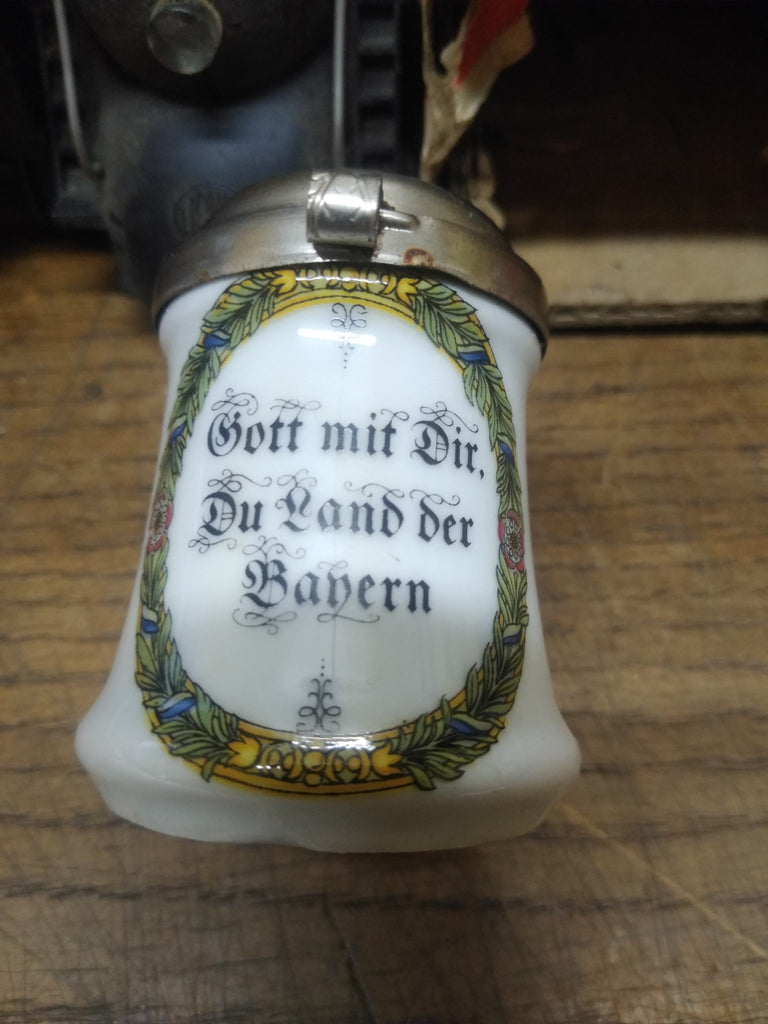 Gott mit Dir,
Du Land der
Bayern